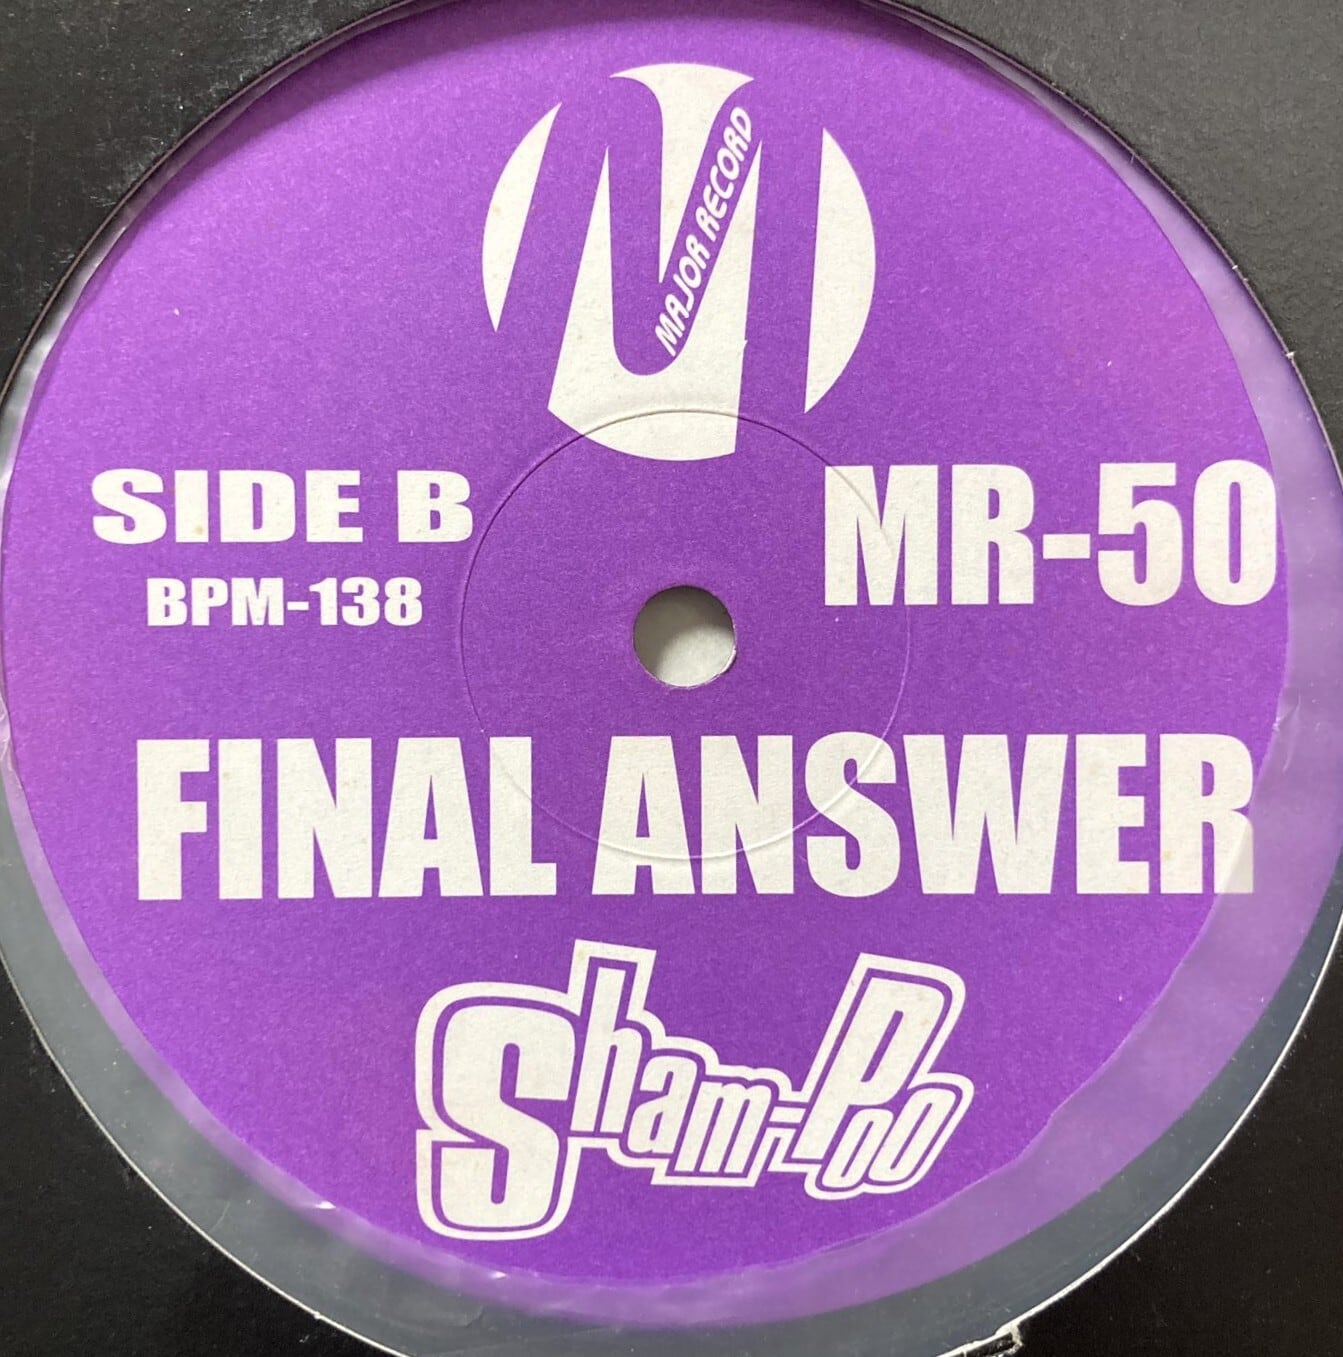 MAJOR RECORD
SIDE B
MR-50
BPM-138
FINAL ANSWER
Sham-Poo